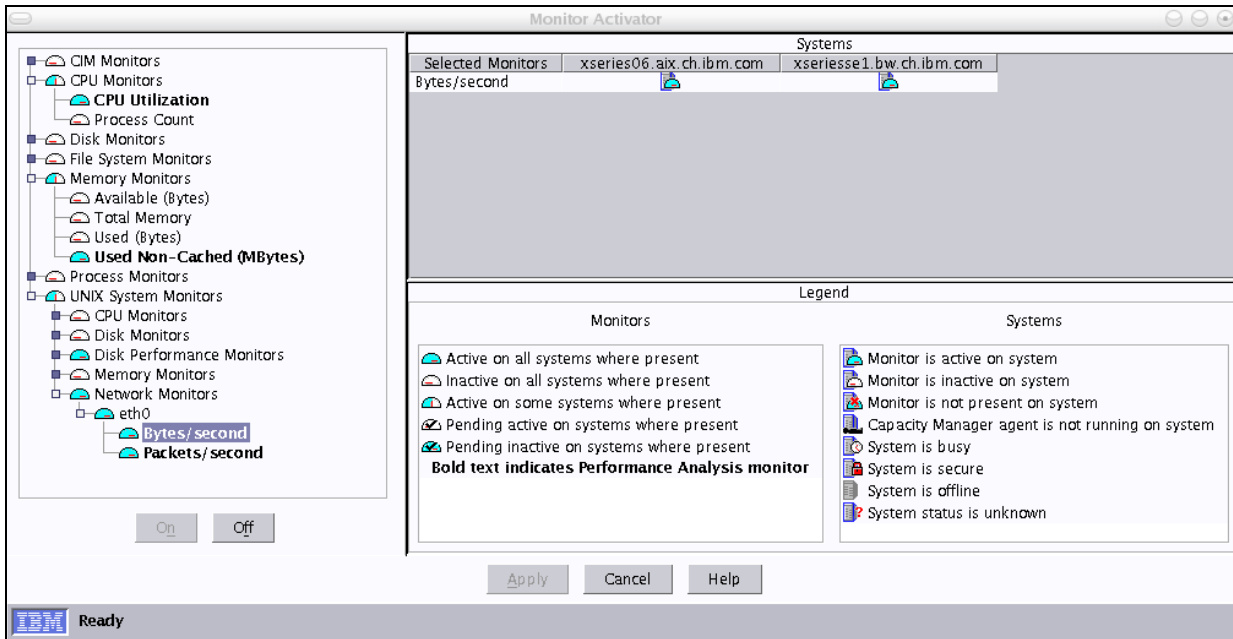 Monitor Activator
CIM Monitors
CPU Monitors
CPU Utilization
Process Count
Disk Monitors
File System Monitors
Memory Monitors
Available (Bytes)
Total Memory
Used (Bytes)
Used Non-Cached (MBytes)
Process Monitors
UNIX System Monitors
CPU Monitors
Disk Monitors
Disk Performance Monitors
Memory Monitors
Network Monitors
eth0
Bytes/second
Packets/second
On
Off
Systems
Selected Monitors xseries06.aix.ch.ibm.com xseriesse1.bw.ch.ibm.com
Bytes/second
Legend
Monitors
Active on all systems where present
Inactive on all systems where present
Active on some systems where present
Pending active on systems where present
Pending inactive on systems where present
Bold text indicates Performance Analysis monitor
Systems
Monitor is active on system
Monitor is inactive on system
Monitor is not present on system
Capacity Manager agent is not running on system
System is busy
System is secure
System is offline
System status is unknown
Apply
Cancel
Help
IBM Ready